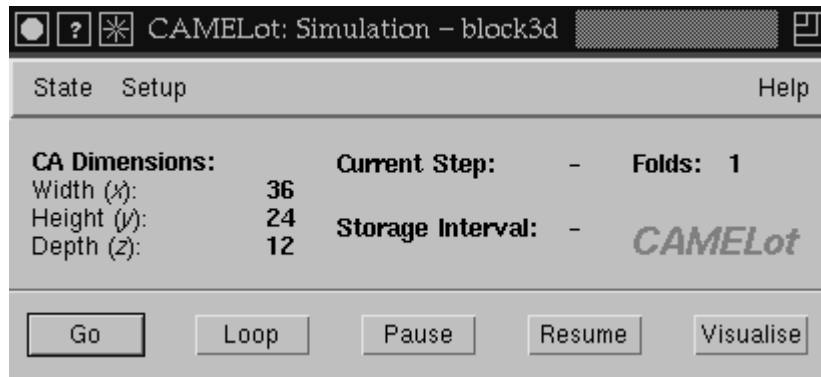 ? CAMELot: Simulation – block3d
State Setup Help
CA Dimensions: Current Step: - Folds: 1
Width (x): 36
Height (y): 24 Storage Interval: -
Depth (z): 12 CAMELot
Go Loop Pause Resume Visualise